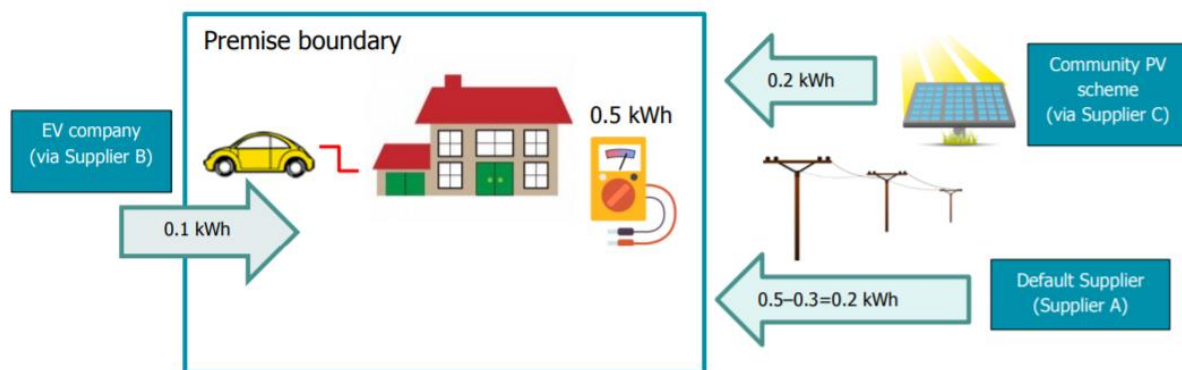 Premise boundary
EV company
(via Supplier B)
0.1 kWh
0.5 kWh
0.2 kWh
Community PV
scheme
(via Supplier C)
0.5–0.3=0.2 kWh
Default Supplier
(Supplier A)